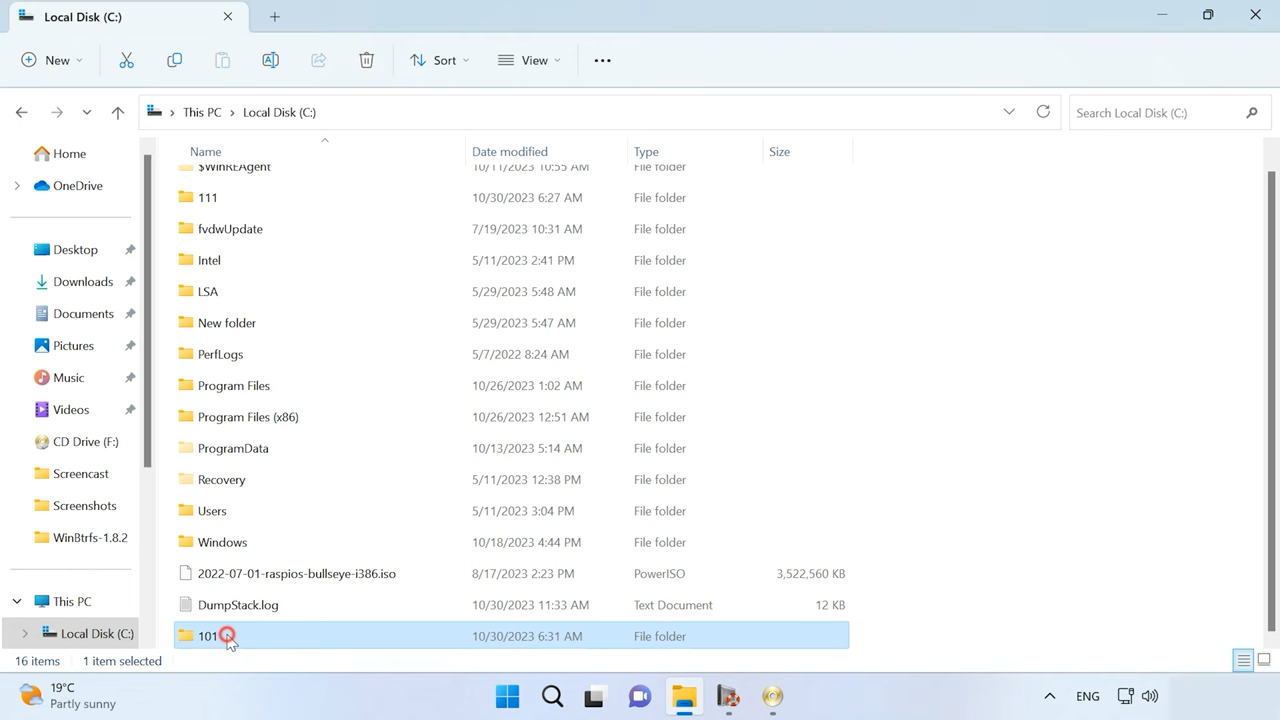 Local Disk (C:)
New
Sort
View
This PC
Local Disk (C:)
Search Local Disk (C:)
Name
Date modified
Type
Size
Home
OneDrive
Desktop
Downloads
Documents
Pictures
Music
Videos
CD Drive (F:)
Screencast
Screenshots
WinBtrfs-1.8.2
This PC
Local Disk (C:)
$WinREAgent 10/11/2023 10:55 AM File folder
111 10/30/2023 6:27 AM File folder
fvdwUpdate 7/19/2023 10:31 AM File folder
Intel 5/11/2023 2:41 PM File folder
LSA 5/29/2023 5:48 AM File folder
New folder 5/29/2023 5:47 AM File folder
PerfLogs 5/7/2022 8:24 AM File folder
Program Files 10/26/2023 1:02 AM File folder
Program Files (x86) 10/26/2023 12:51 AM File folder
ProgramData 10/13/2023 5:14 AM File folder
Recovery 5/11/2023 12:38 PM File folder
Users 5/11/2023 3:04 PM File folder
Windows 10/18/2023 4:44 PM File folder
2022-07-01-raspios-bullseye-i386.iso 8/17/2023 2:23 PM PowerISO 3,522,560 KB
DumpStack.log 10/30/2023 11:33 AM Text Document 12 KB
101 10/30/2023 6:31 AM File folder
16 items 1 item selected
19°C
Partly sunny
ENG